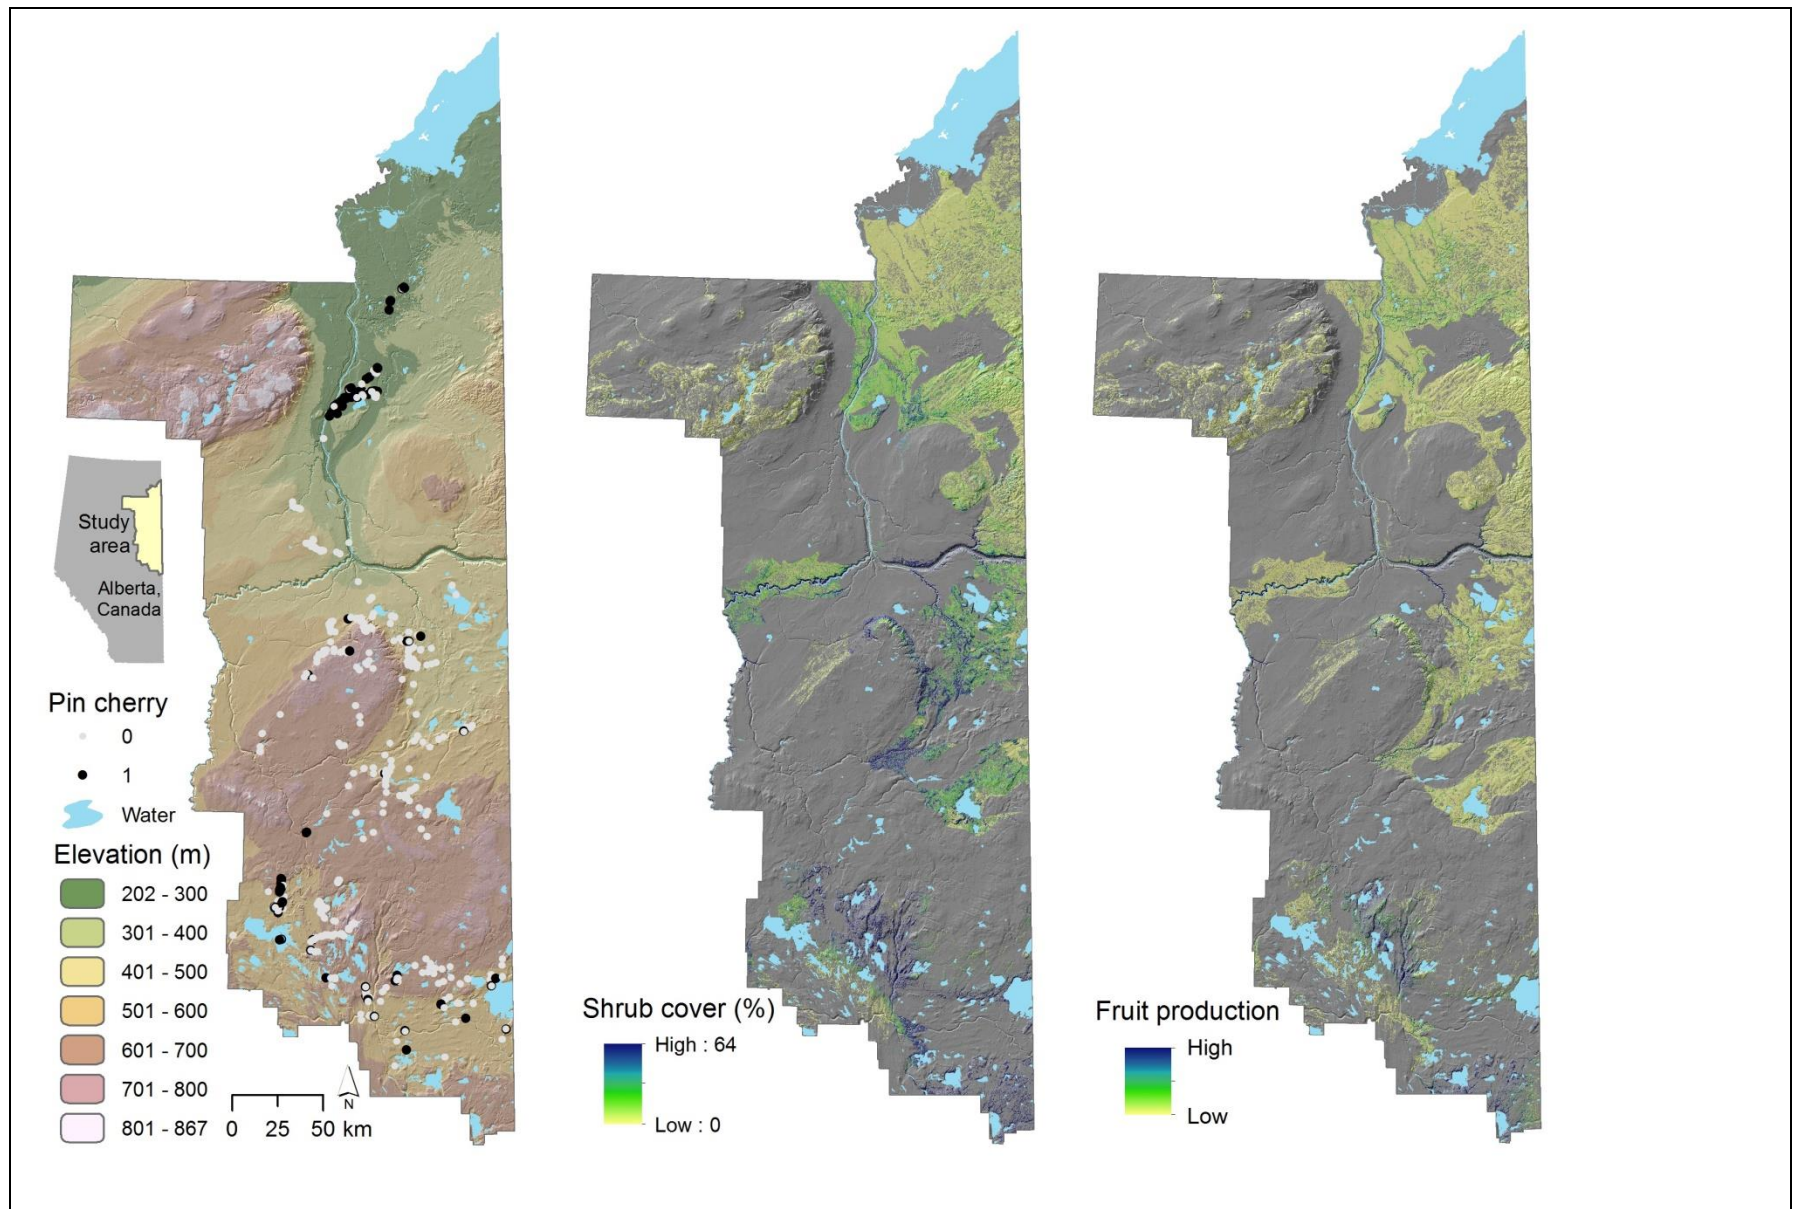 Study
area
Alberta,
Canada
Pin cherry
0
1
Water
Elevation (m)
202 - 300
301 - 400
401 - 500
501 - 600
601 - 700
701 - 800
801 - 867
N
0 25 50 km
Shrub cover (%)
High : 64
Low : 0
Fruit production
High
Low